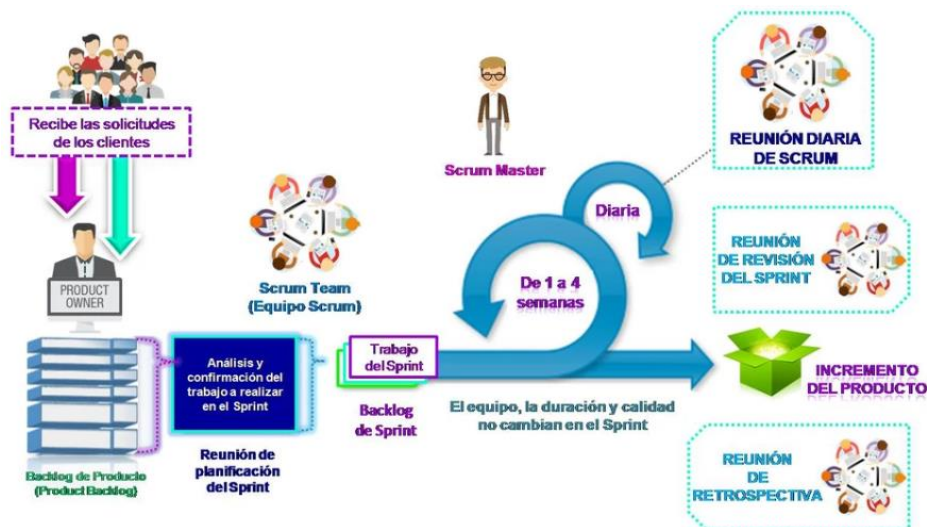 Recibe las solicitudes
de los clientes
PRODUCT
OWNER
Backlog de Producto
(Product Backlog)
Análisis y
confirmación del
trabajo a realizar
en el Sprint
Reunión de
planificación
del Sprint
Scrum Team
(Equipo Scrum)
Trabajo
del Sprint
Backlog
de Sprint
Scrum Master
De 1 a 4
semanas
Diaria
El equipo, la duración y calidad
no cambian en el Sprint
REUNIÓN DIARIA
DE SCRUM
REUNIÓN
DE REVISIÓN
DEL SPRINT
INCREMENTO
DEL PRODUCTO
REUNIÓN
DE
RETROSPECTIVA